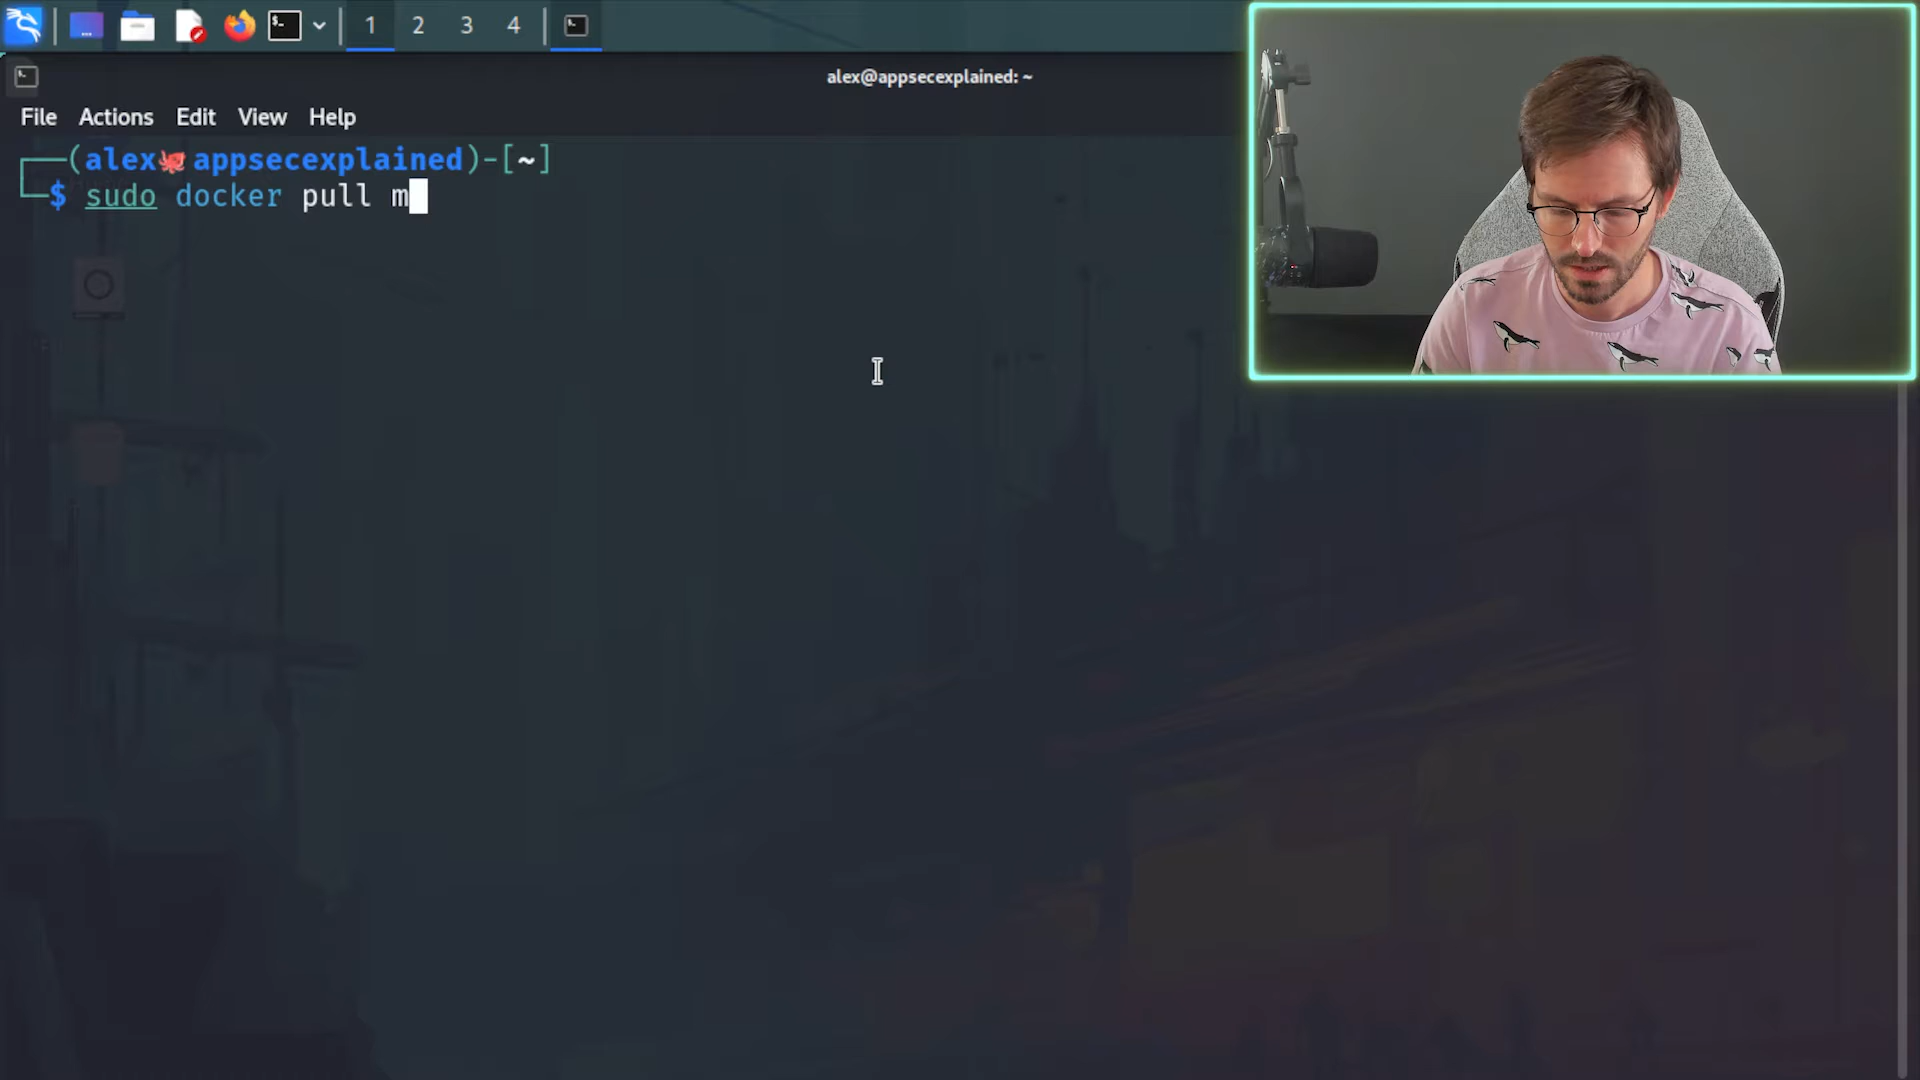 1 2 3 4
alex@appsecexplained: ~
File Actions Edit View Help
┌──(alex🐙appsecexplained)-[~]
└─$ sudo docker pull m